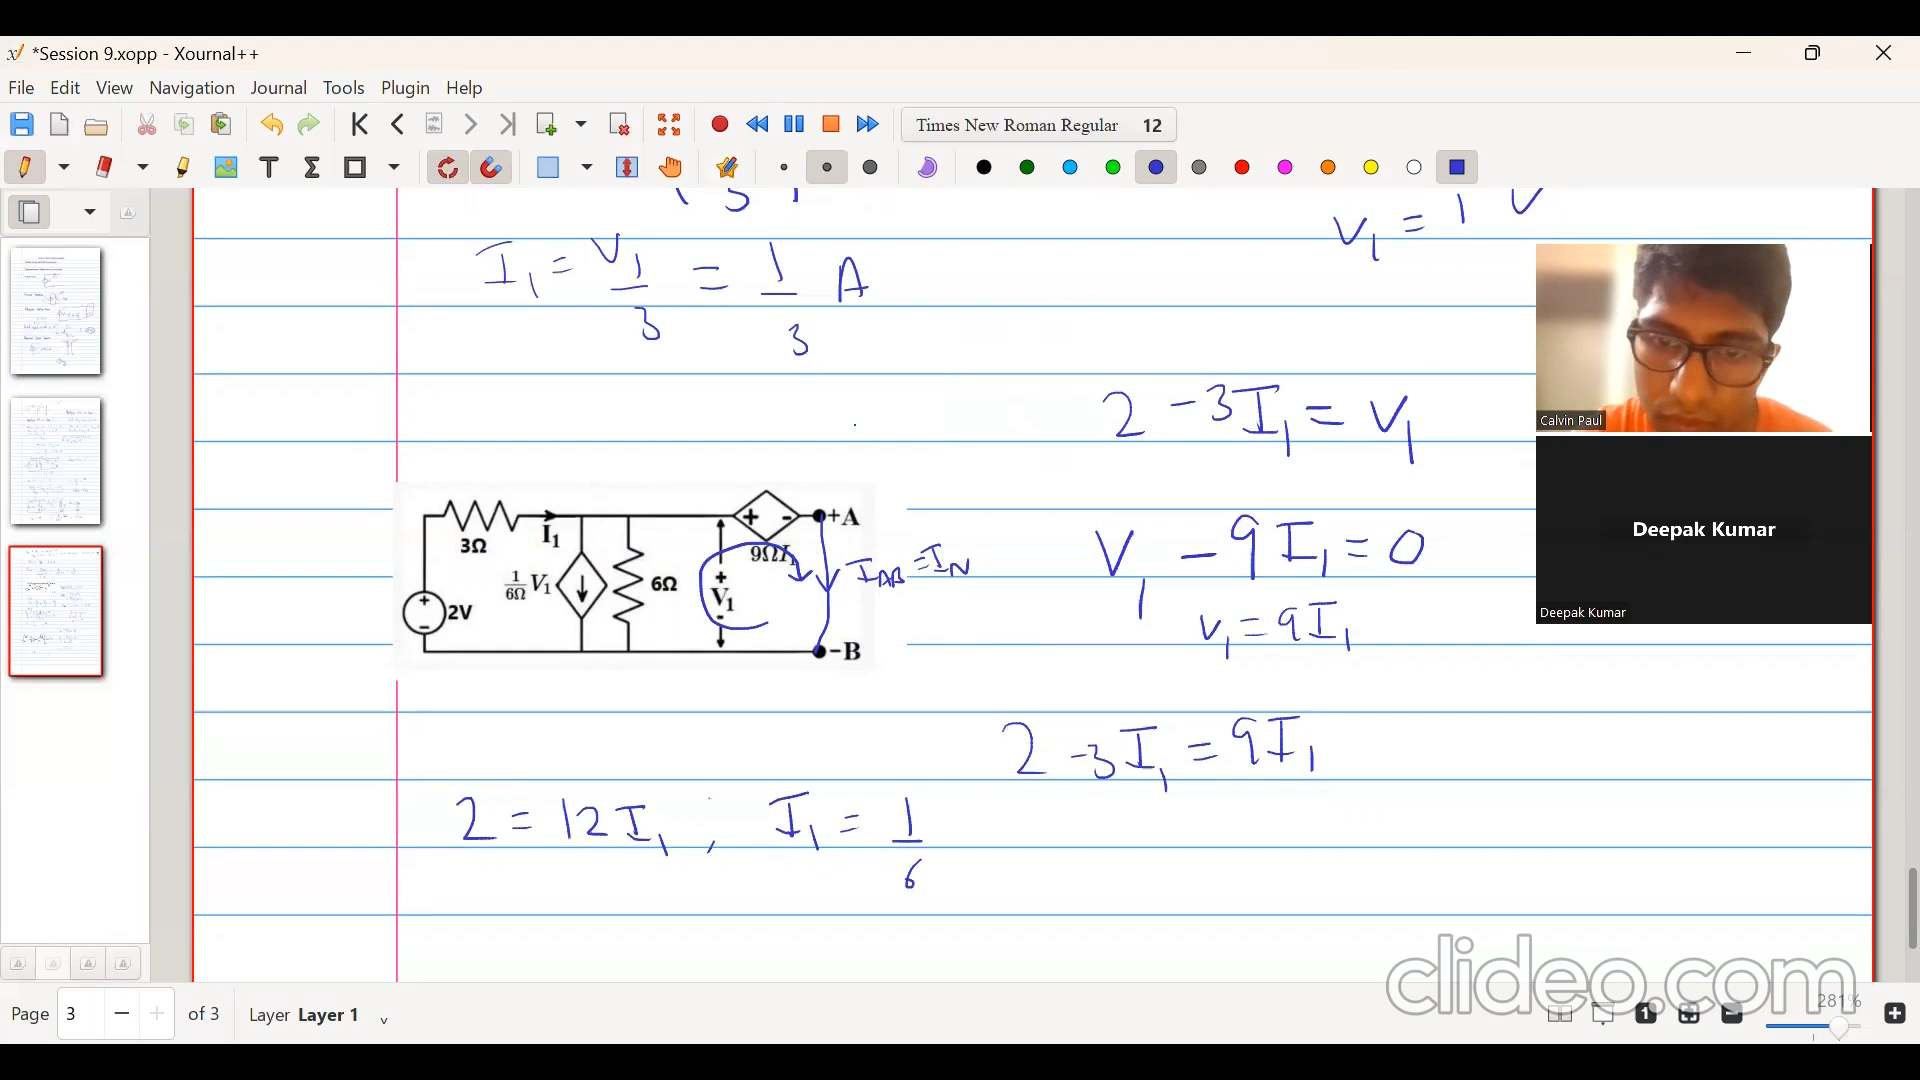 *Session 9.xopp - Xournal++
File Edit View Navigation Journal Tools Plugin Help
Times New Roman Regular 12
V₁ = 1 V
I₁ = V₁/3 = 1/3 A
2 - 3I₁ = V₁
Calvin Paul
+A
3Ω
I₁
+ -
9ΩI₁
V₁ - 9I₁ = 0
Deepak Kumar
I_AB = I_N
1/6Ω V₁
6Ω
+
V₁
-
+
2V
-
V₁ = 9I₁
Deepak Kumar
-B
2 - 3I₁ = 9I₁
2 = 12I₁ , I₁ = 1/6
clideo.com
Page 3 of 3 Layer Layer 1
281%